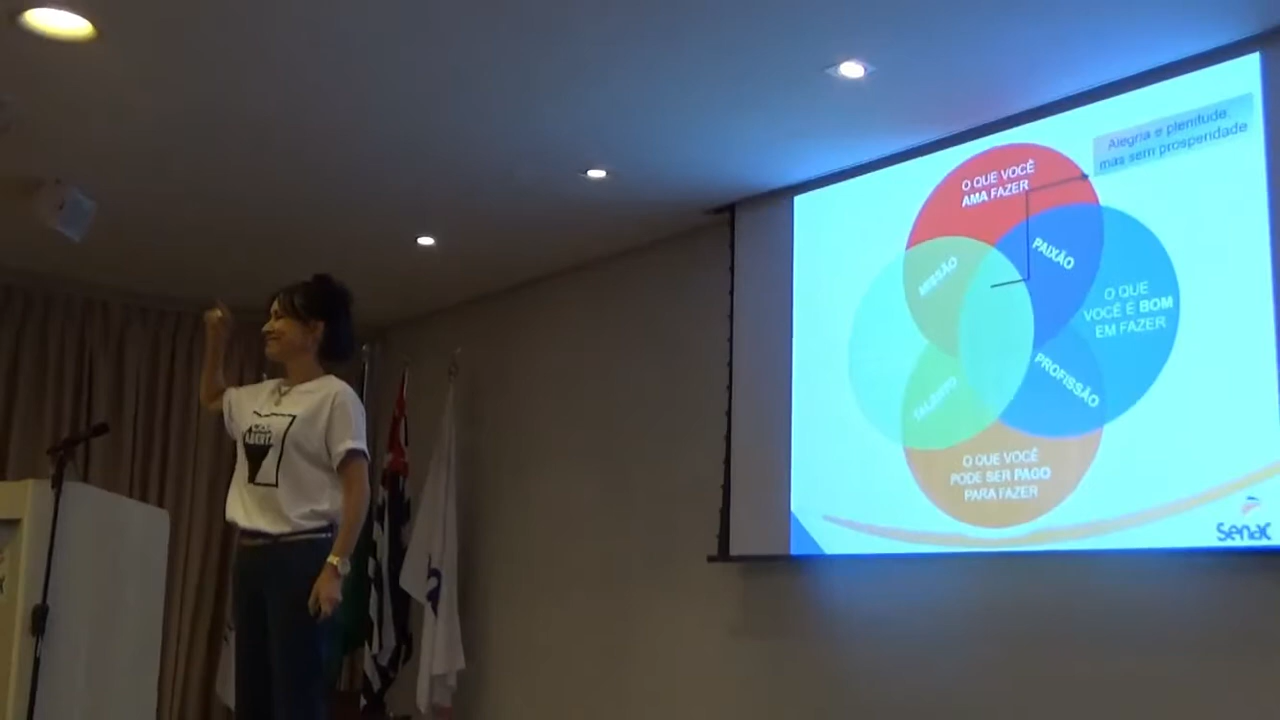 Alegria e plenitude,
mas sem prosperidade
O QUE VOCÊ
AMA FAZER
MISSÃO
PAIXÃO
O QUE
VOCÊ É BOM
EM FAZER
TALENTO
PROFISSÃO
O QUE VOCÊ
PODE SER PAGO
PARA FAZER
Senac
ABERTA